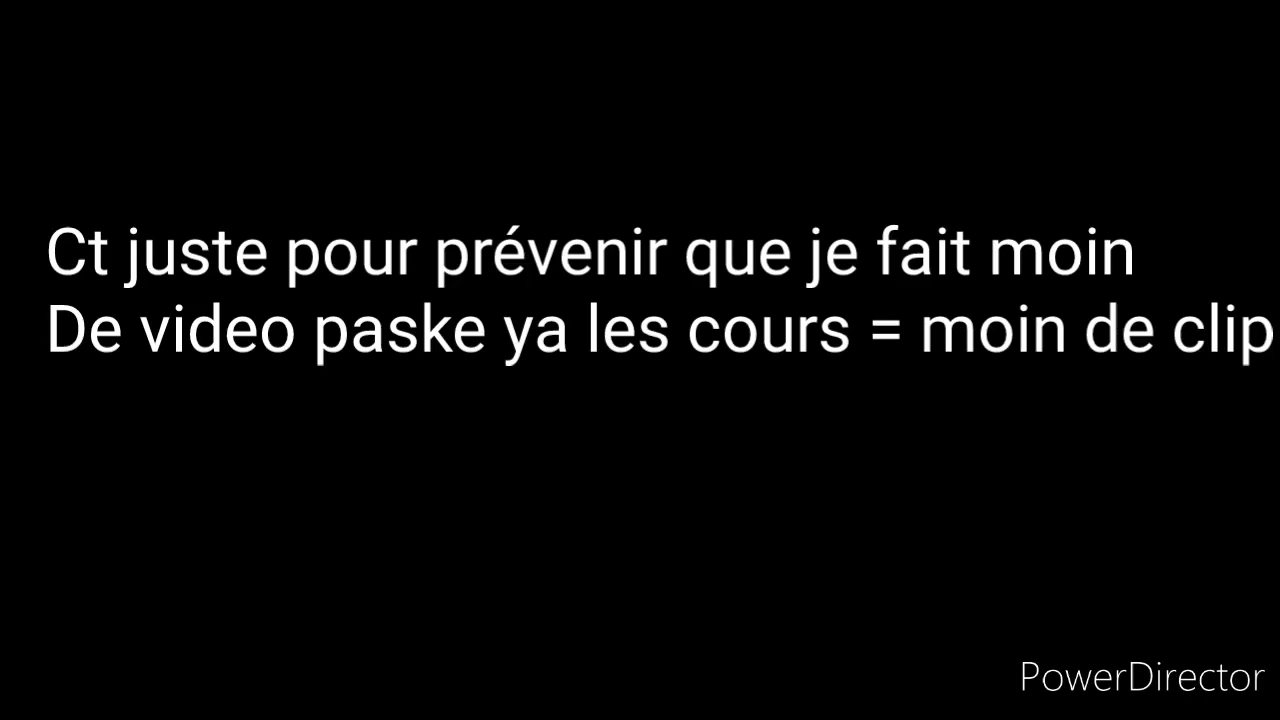 Ct juste pour prévenir que je fait moin
De video paske ya les cours = moin de clip
PowerDirector